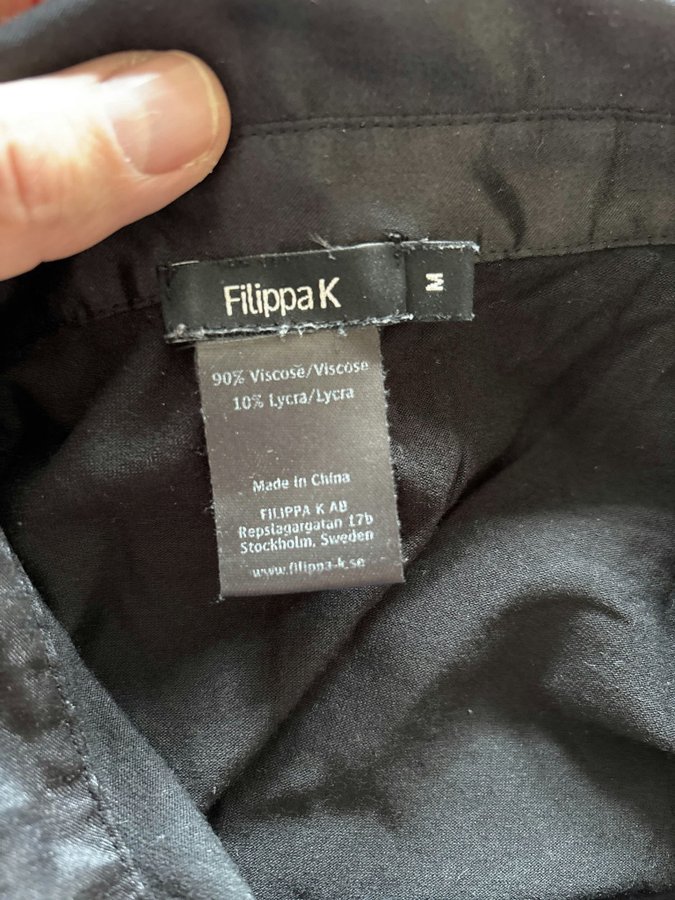 Filippa K
M
90% Viscose/Viscose
10% Lycra/Lycra
Made in China
FILIPPA K AB
Repslagargatan 17b
Stockholm, Sweden
www.filippa-k.se